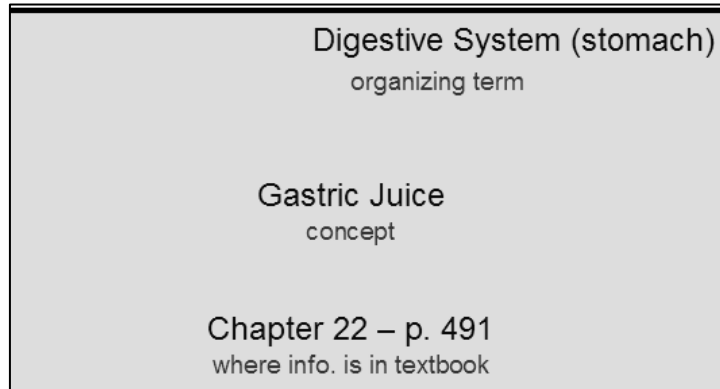 Digestive System (stomach)
organizing term
Gastric Juice
concept
Chapter 22 – p. 491
where info. is in textbook